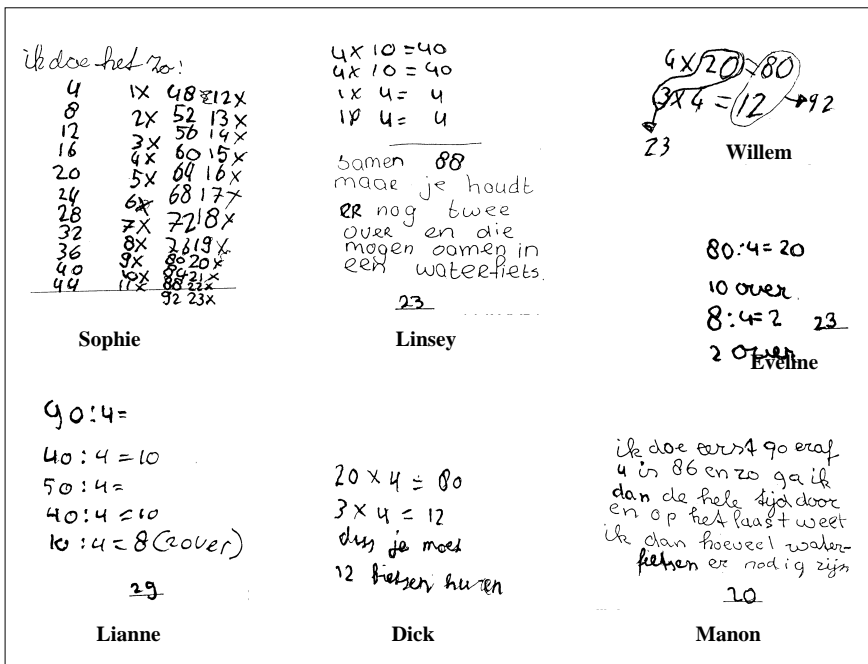 ik doe het zo:
4 1x 48 = 12x
8 2x 52 13x
12 3x 56 14x
16 4x 60 15x
20 5x 64 16x
24 6x 68 17x
28 7x 72 18x
32 8x 76 19x
36 9x 80 20x
40 10x 84 21x
44 11x 88 22x
92 23x
Sophie
4x 10 = 40
4x 10 = 40
1x 4 = 4
1x 4 = 4
samen 88
maar je houdt
ER nog twee
over en die
mogen samen in
een waterfiets.
23
Linsey
4x20 = 80
3x4 = 12 → 92
23
Willem
80:4=20
10 over.
8:4=2 23
2 over
Eveline
90:4=
40:4=10
50:4=
40:4=10
10:4=8 (2over)
29
Lianne
20 x 4 = 80
3 x 4 = 12
dus je moet
12 fietsen huren
Dick
ik doe eerst 90 eraf
4 is 86 en zo ga ik
dan de hele tijd door
en op het laast weet
ik dan hoeveel water-
fietsen er nodig zijn
20
Manon